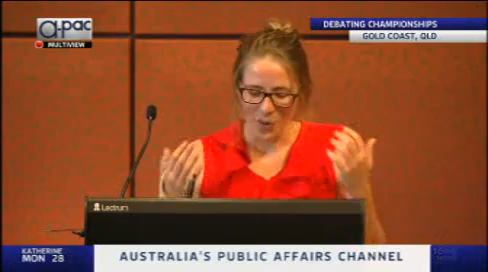 a-pac
MULTIVIEW
DEBATING CHAMPIONSHIPS
GOLD COAST, QLD
Lectrum
KATHERINE
MON 28
AUSTRALIA'S PUBLIC AFFAIRS CHANNEL